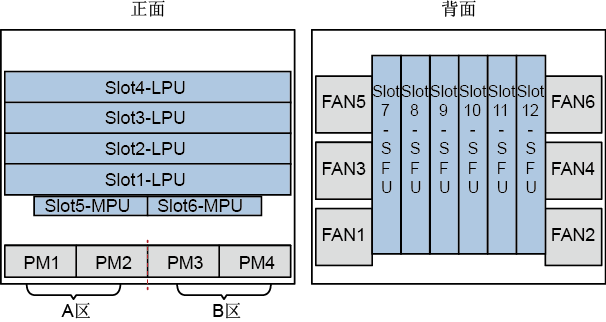 正面
Slot4-LPU
Slot3-LPU
Slot2-LPU
Slot1-LPU
Slot5-MPU Slot6-MPU
PM1 PM2 PM3 PM4
A区 B区
背面
FAN5
FAN3
FAN1
Slot 7-SFU
Slot 8-SFU
Slot 9-SFU
Slot 10-SFU
Slot 11-SFU
Slot 12-SFU
FAN6
FAN4
FAN2